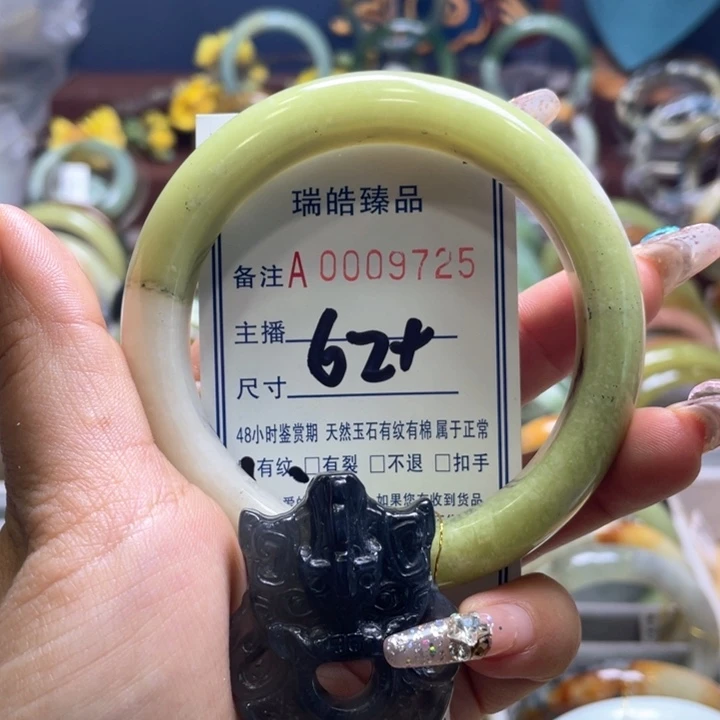 瑞皓臻品
备注A 0009725
主播
62+
尺寸
48小时鉴赏期 天然玉石有纹有棉 属于正常
有纹 □有裂 □不退 □扣手
如果您在收到货品